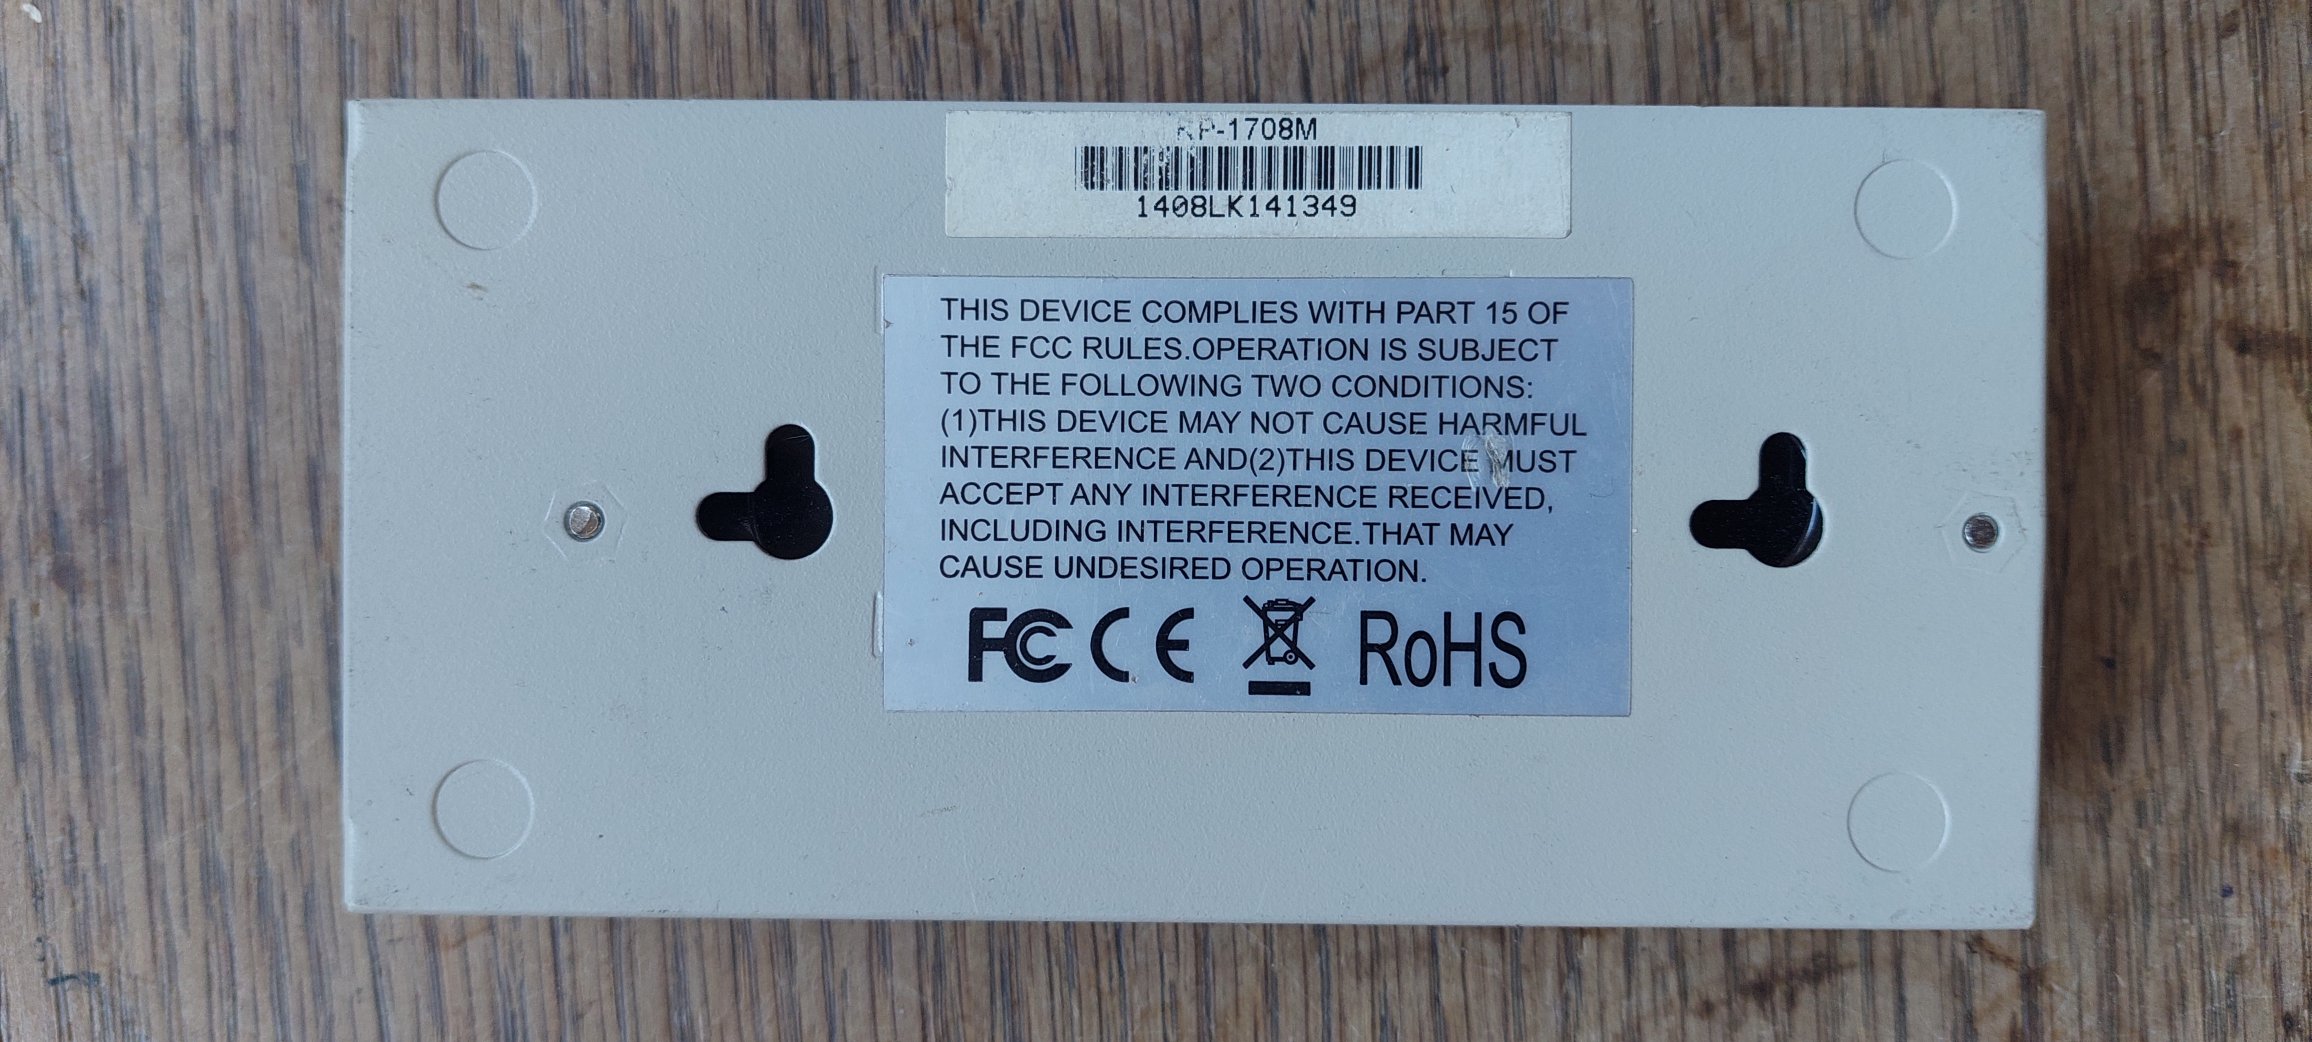 RP-1708M
1408LK141349
THIS DEVICE COMPLIES WITH PART 15 OF
THE FCC RULES.OPERATION IS SUBJECT
TO THE FOLLOWING TWO CONDITIONS:
(1)THIS DEVICE MAY NOT CAUSE HARMFUL
INTERFERENCE AND(2)THIS DEVICE MUST
ACCEPT ANY INTERFERENCE RECEIVED,
INCLUDING INTERFERENCE.THAT MAY
CAUSE UNDESIRED OPERATION.
FC CE RoHS